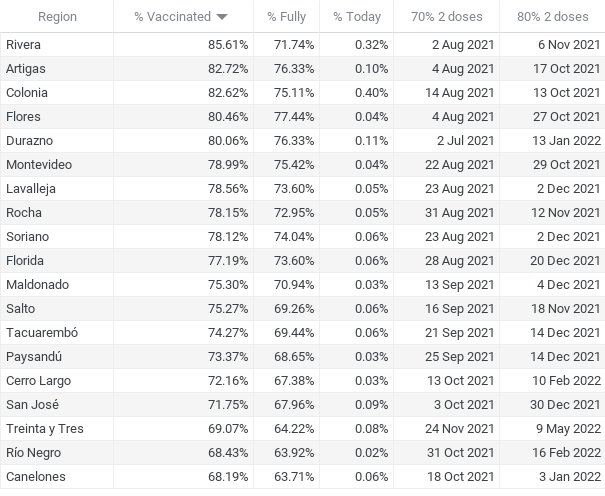 Region % Vaccinated % Fully % Today 70% 2 doses 80% 2 doses
Rivera 85.61% 71.74% 0.32% 2 Aug 2021 6 Nov 2021
Artigas 82.72% 76.33% 0.10% 4 Aug 2021 17 Oct 2021
Colonia 82.62% 75.11% 0.40% 14 Aug 2021 13 Oct 2021
Flores 80.46% 77.44% 0.04% 4 Aug 2021 27 Oct 2021
Durazno 80.06% 76.33% 0.11% 2 Jul 2021 13 Jan 2022
Montevideo 78.99% 75.42% 0.04% 22 Aug 2021 29 Oct 2021
Lavalleja 78.56% 73.60% 0.05% 23 Aug 2021 2 Dec 2021
Rocha 78.15% 72.95% 0.05% 31 Aug 2021 12 Nov 2021
Soriano 78.12% 74.04% 0.06% 23 Aug 2021 2 Dec 2021
Florida 77.19% 73.60% 0.06% 28 Aug 2021 20 Dec 2021
Maldonado 75.30% 70.94% 0.03% 13 Sep 2021 4 Dec 2021
Salto 75.27% 69.26% 0.06% 16 Sep 2021 18 Nov 2021
Tacuarembó 74.27% 69.44% 0.06% 21 Sep 2021 14 Dec 2021
Paysandú 73.37% 68.65% 0.03% 25 Sep 2021 14 Dec 2021
Cerro Largo 72.16% 67.38% 0.03% 13 Oct 2021 10 Feb 2022
San José 71.75% 67.96% 0.09% 3 Oct 2021 30 Dec 2021
Treinta y Tres 69.07% 64.22% 0.08% 24 Nov 2021 9 May 2022
Río Negro 68.43% 63.92% 0.02% 31 Oct 2021 16 Feb 2022
Canelones 68.19% 63.71% 0.06% 18 Oct 2021 3 Jan 2022